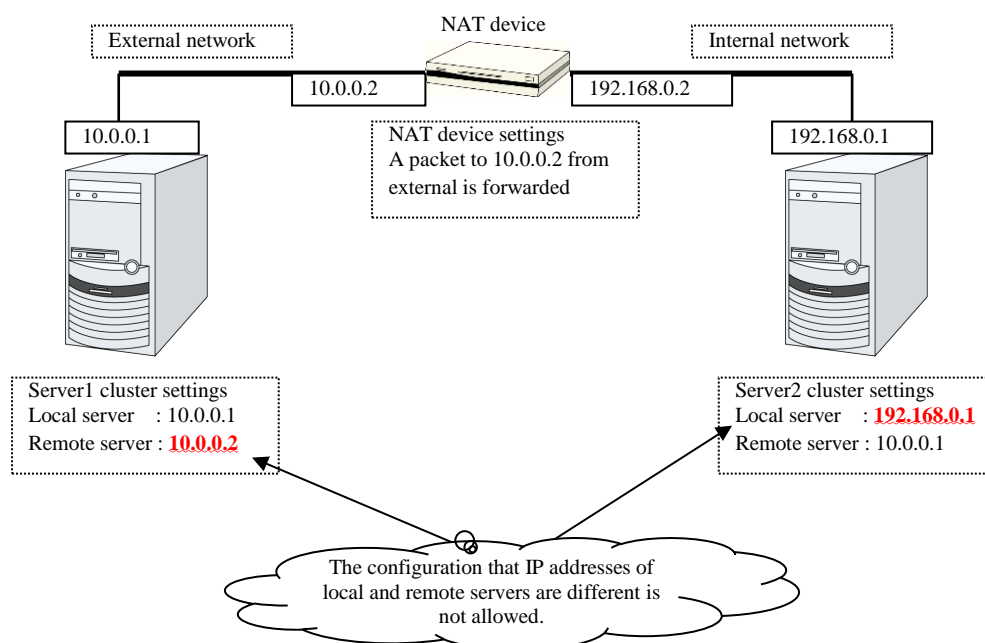 NAT device
External network
Internal network
10.0.0.2
192.168.0.2
10.0.0.1
192.168.0.1
NAT device settings
A packet to 10.0.0.2 from
external is forwarded
Server1 cluster settings
Local server : 10.0.0.1
Remote server : 10.0.0.2
Server2 cluster settings
Local server : 192.168.0.1
Remote server : 10.0.0.1
The configuration that IP addresses of
local and remote servers are different is
not allowed.